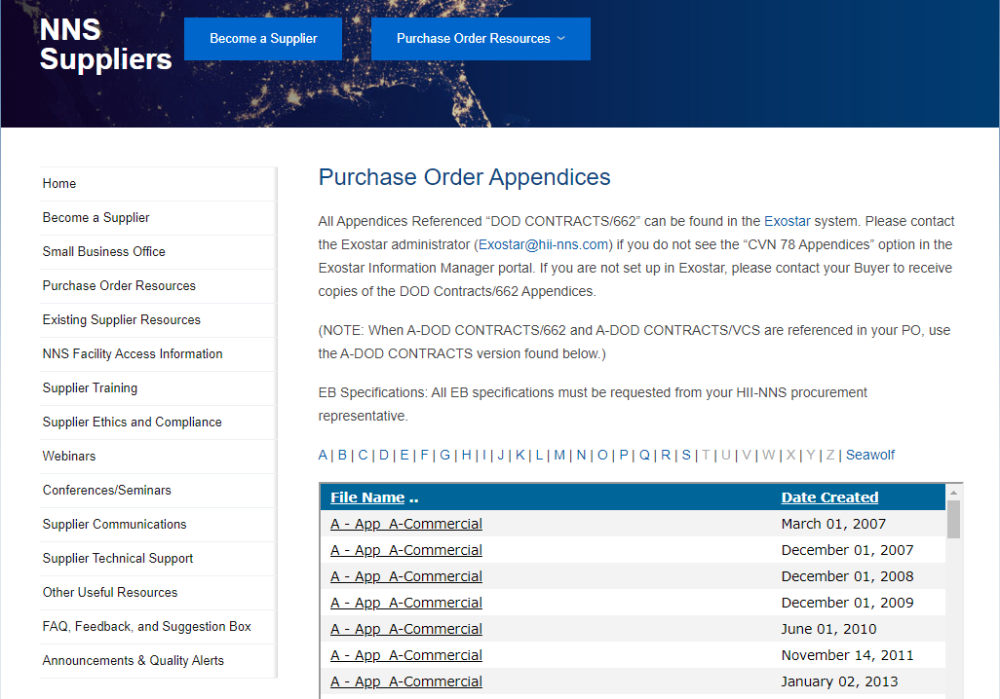 NNS
Suppliers
Become a Supplier
Purchase Order Resources
Home
Become a Supplier
Small Business Office
Purchase Order Resources
Existing Supplier Resources
NNS Facility Access Information
Supplier Training
Supplier Ethics and Compliance
Webinars
Conferences/Seminars
Supplier Communications
Supplier Technical Support
Other Useful Resources
FAQ, Feedback, and Suggestion Box
Announcements & Quality Alerts
Purchase Order Appendices
All Appendices Referenced “DOD CONTRACTS/662” can be found in the Exostar system. Please contact
the Exostar administrator (Exostar@hii-nns.com) if you do not see the “CVN 78 Appendices” option in the
Exostar Information Manager portal. If you are not set up in Exostar, please contact your Buyer to receive
copies of the DOD Contracts/662 Appendices.
(NOTE: When A-DOD CONTRACTS/662 and A-DOD CONTRACTS/VCS are referenced in your PO, use
the A-DOD CONTRACTS version found below.)
EB Specifications: All EB specifications must be requested from your HII-NNS procurement
representative.
A | B | C | D | E | F | G | H | I | J | K | L | M | N | O | P | Q | R | S | T | U | V | W | X | Y | Z | Seawolf
File Name .. Date Created
A - App_A-Commercial March 01, 2007
A - App_A-Commercial December 01, 2007
A - App_A-Commercial December 01, 2008
A - App_A-Commercial December 01, 2009
A - App_A-Commercial June 01, 2010
A - App_A-Commercial November 14, 2011
A - App_A-Commercial January 02, 2013